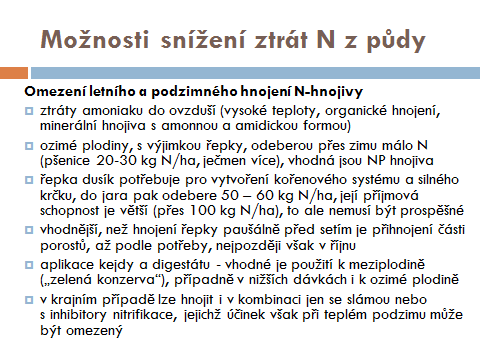 Možnosti snížení ztrát N z půdy
Omezení letního a podzimného hnojení N-hnojivy
ztráty amoniaku do ovzduší (vysoké teploty, organické hnojení,
minerální hnojiva s amonnou a amidickou formou)
ozimé plodiny, s výjimkou řepky, odeberou přes zimu málo N
(pšenice 20-30 kg N/ha, ječmen více), vhodná jsou NP hnojiva
řepka dusík potřebuje pro vytvoření kořenového systému a silného
krčku, do jara pak odebere 50 – 60 kg N/ha, její příjmová
schopnost je větší (přes 100 kg N/ha), to ale nemusí být prospěšné
vhodnější, než hnojení řepky paušálně před setím je přihnojení části
porostů, až podle potřeby, nejpozději však v říjnu
aplikace kejdy a digestátu - vhodné je použití k meziplodině
(„zelená konzerva“), případně v nižších dávkách i k ozimé plodině
v krajním případě lze hnojit i v kombinaci jen se slámou nebo
s inhibitory nitrifikace, jejichž účinek však při teplém podzimu může
být omezený